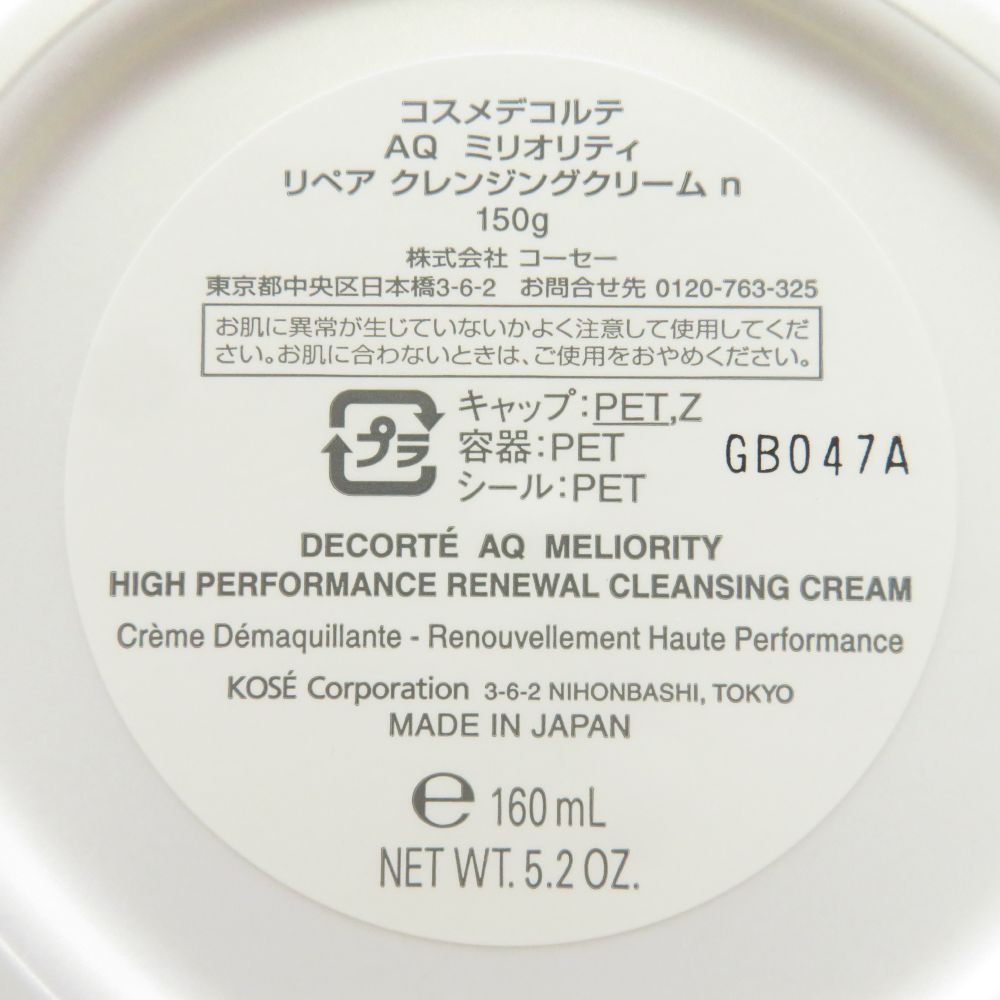 コスメデコルテ
AQ ミリオリティ
リペア クレンジングクリーム n
150g
株式会社 コーセー
東京都中央区日本橋3-6-2 お問合せ先 0120-763-325
お肌に異常が生じていないかよく注意して使用してくだ
さい。お肌に合わないときは、ご使用をおやめください。
プラ
キャップ:PET,Z
容器:PET
シール:PET
GB047A
DECORTÉ AQ MELIORITY
HIGH PERFORMANCE RENEWAL CLEANSING CREAM
Crème Démaquillante - Renouvellement Haute Performance
KOSÉ Corporation 3-6-2 NIHONBASHI, TOKYO
MADE IN JAPAN
℮ 160 mL
NET WT. 5.2 OZ.